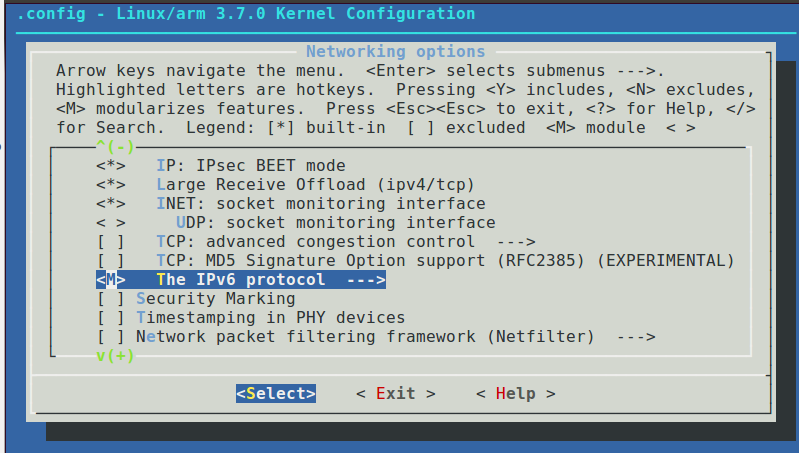 .config - Linux/arm 3.7.0 Kernel Configuration
Networking options
Arrow keys navigate the menu.  <Enter> selects submenus --->.
Highlighted letters are hotkeys.  Pressing <Y> includes, <N> excludes,
<M> modularizes features.  Press <Esc><Esc> to exit, <?> for Help, </>
for Search.  Legend: [*] built-in  [ ] excluded  <M> module  < >
^(-)
<*>   IP: IPsec BEET mode
<*>   Large Receive Offload (ipv4/tcp)
<*>   INET: socket monitoring interface
< >     UDP: socket monitoring interface
[ ]   TCP: advanced congestion control  --->
[ ]   TCP: MD5 Signature Option support (RFC2385) (EXPERIMENTAL)
<M>   The IPv6 protocol  --->
[ ] Security Marking
[ ] Timestamping in PHY devices
[ ] Network packet filtering framework (Netfilter)  --->
v(+)
<Select>    < Exit >    < Help >